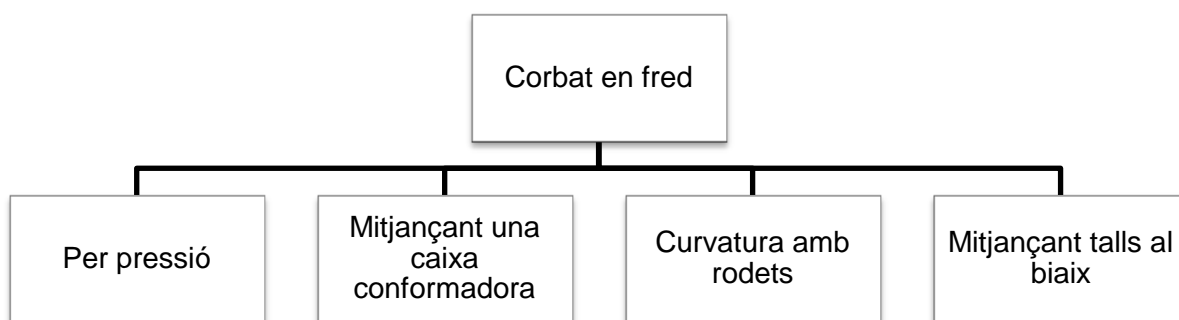 Corbat en fred
Per pressió
Mitjançant una
caixa
conformadora
Curvatura amb
rodets
Mitjançant talls al
biaix